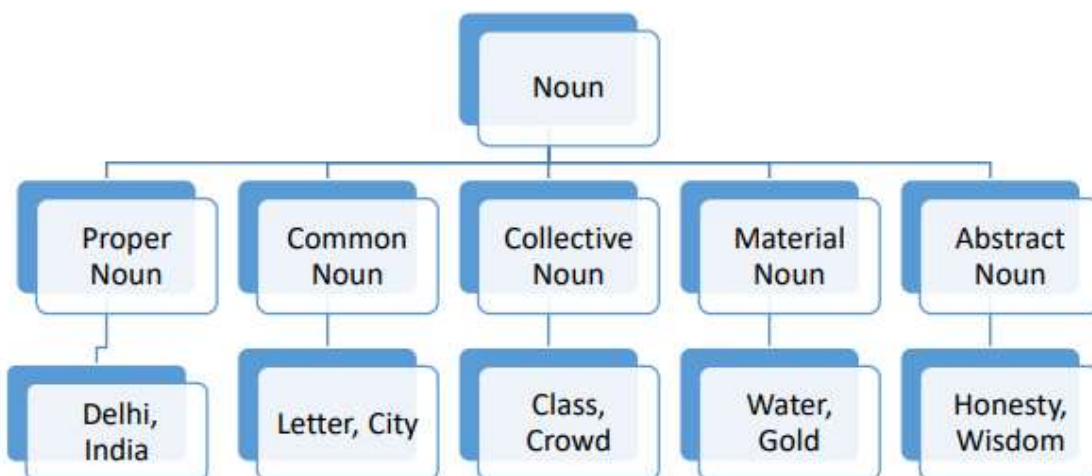 Noun
Proper
Noun
Common
Noun
Collective
Noun
Material
Noun
Abstract
Noun
Delhi,
India
Letter, City
Class,
Crowd
Water,
Gold
Honesty,
Wisdom